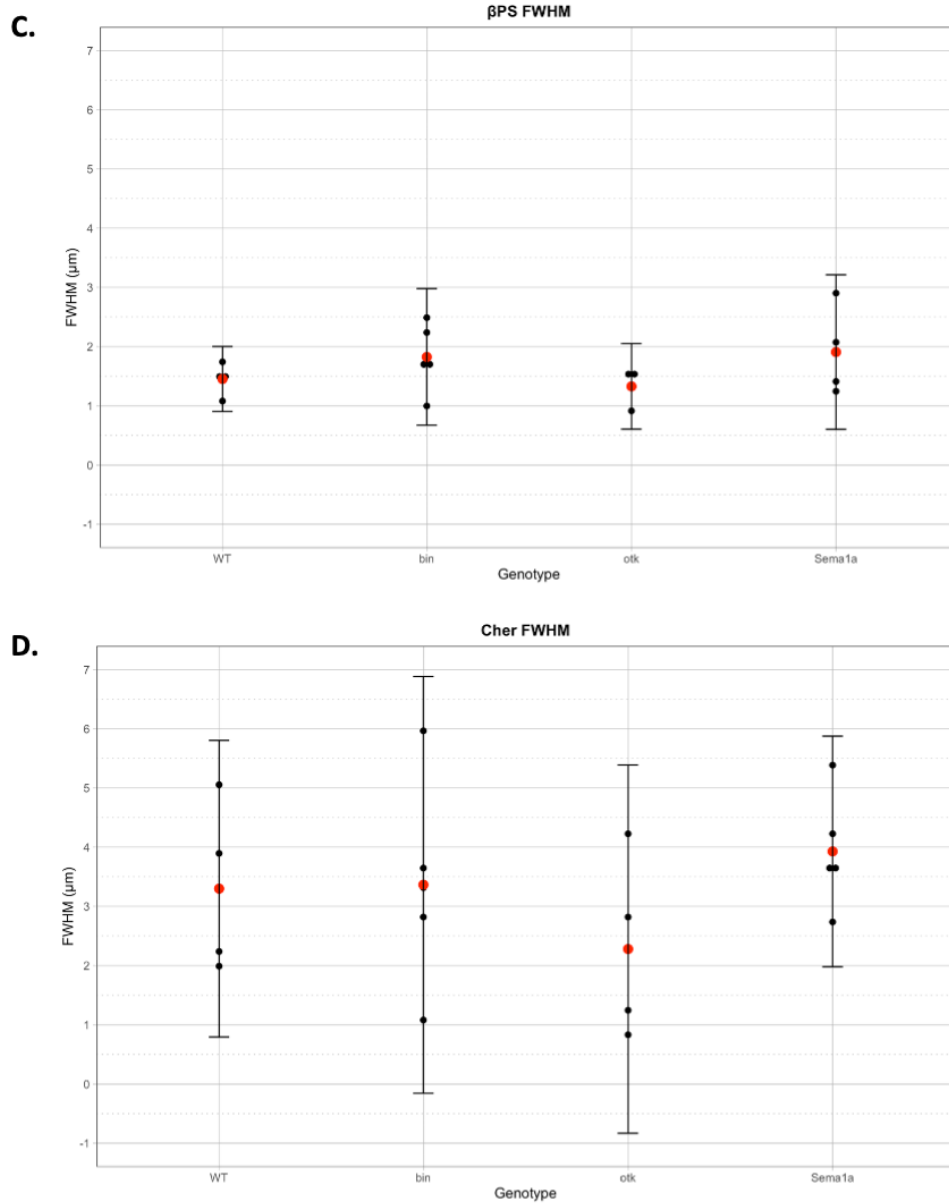 C.
βPS FWHM
7
6
5
4
3
2
1
0
-1
FWHM (µm)
WT bin otk Sema1a
Genotype
D.
Cher FWHM
7
6
5
4
3
2
1
0
-1
FWHM (µm)
WT bin otk Sema1a
Genotype